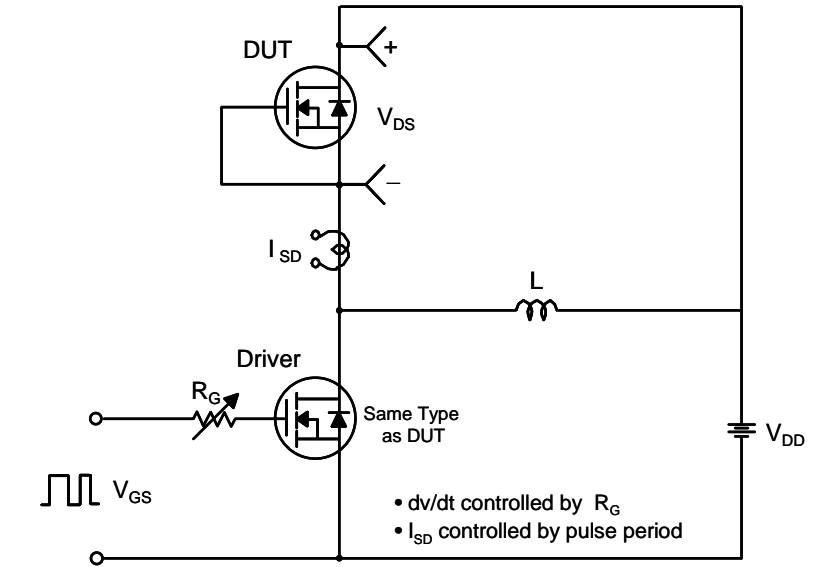 DUT
+
V_DS
–
I_SD
L
Driver
R_G
Same Type
as DUT
V_DD
V_GS
• dv/dt controlled by R_G
• I_SD controlled by pulse period